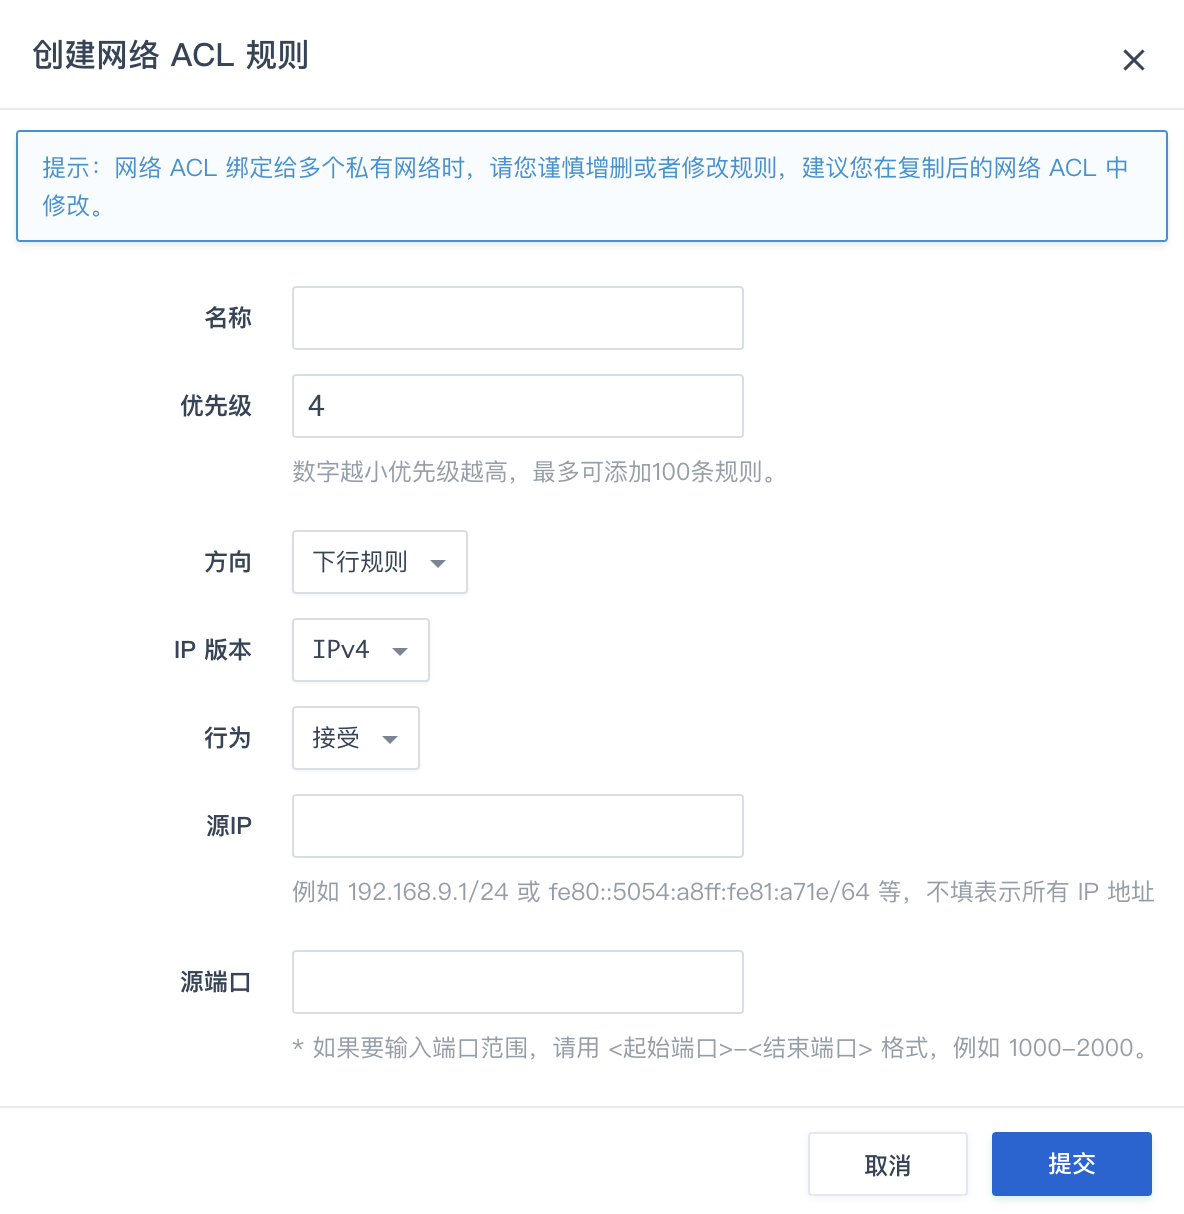 创建网络 ACL 规则
提示：网络 ACL 绑定给多个私有网络时，请您谨慎增删或者修改规则，建议您在复制后的网络 ACL 中
修改。
名称
优先级 4
数字越小优先级越高，最多可添加100条规则。
方向 下行规则
IP 版本 IPv4
行为 接受
源IP
例如 192.168.9.1/24 或 fe80::5054:a8ff:fe81:a71e/64 等，不填表示所有 IP 地址
源端口
* 如果要输入端口范围，请用 <起始端口>-<结束端口> 格式，例如 1000-2000。
取消 提交